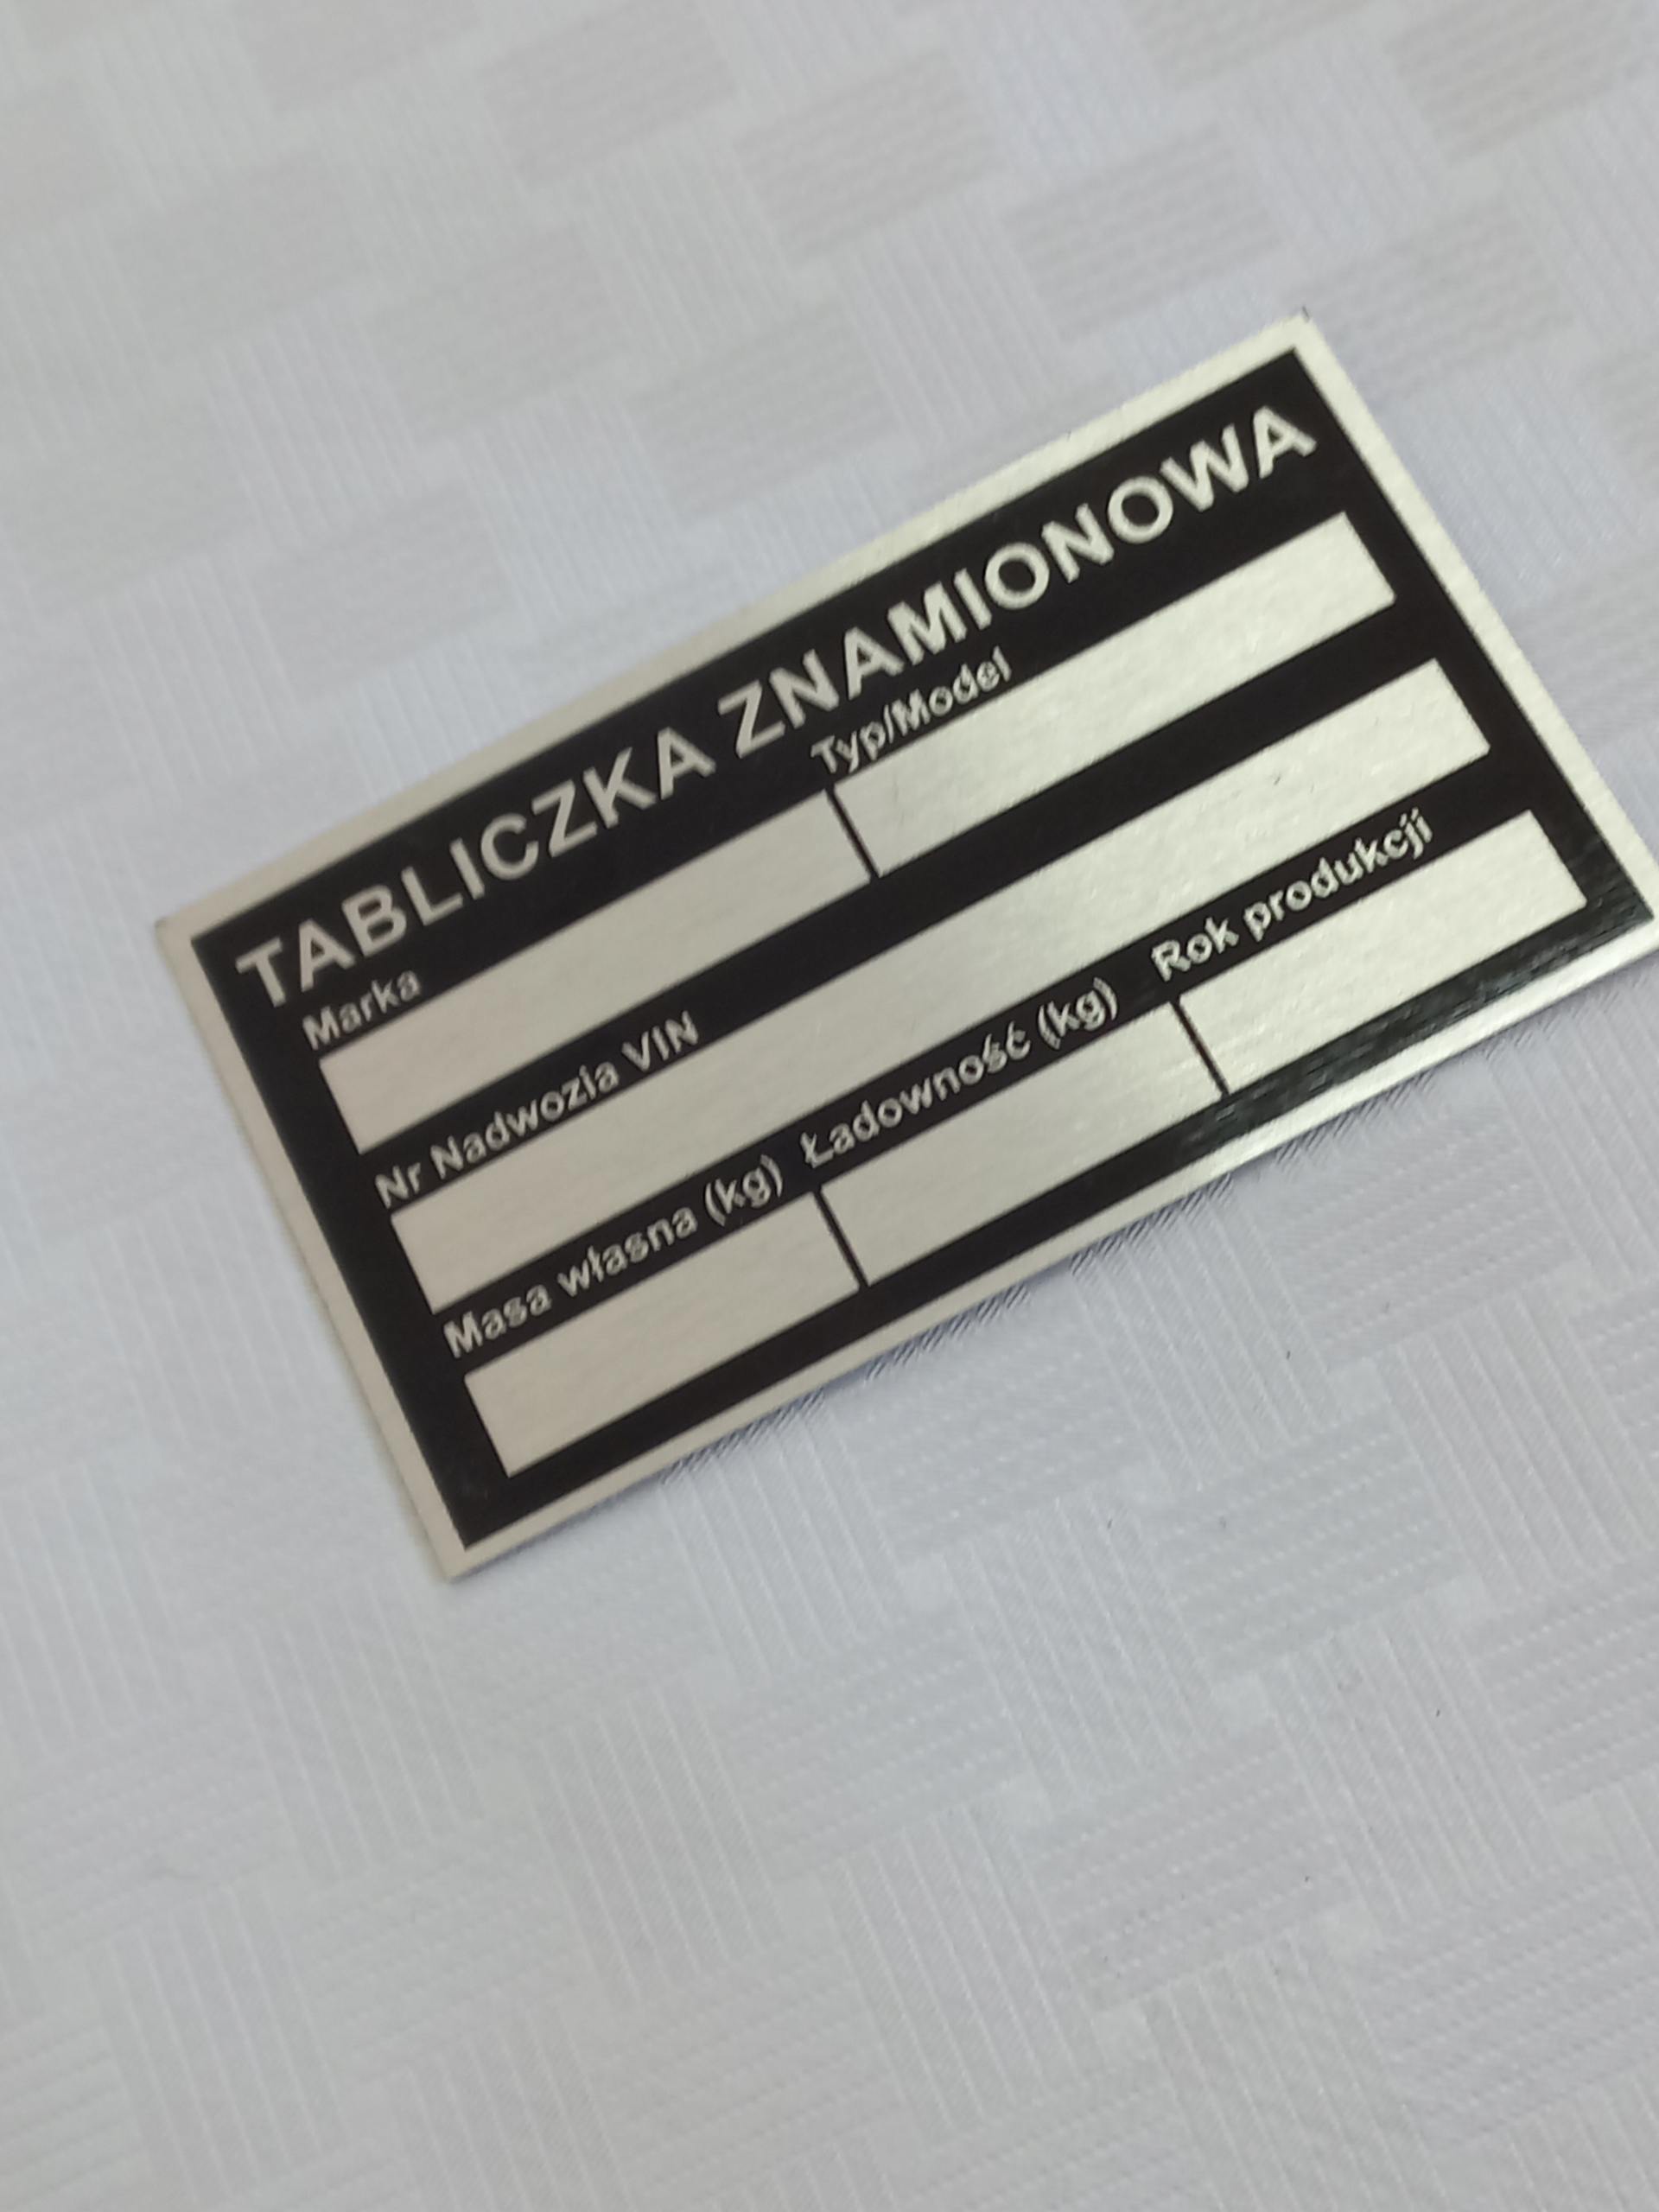 TABLICZKA ZNAMIONOWA
Marka Typ/Model
Nr Nadwozia VIN
Masa własna (kg) Ładowność (kg) Rok produkcji